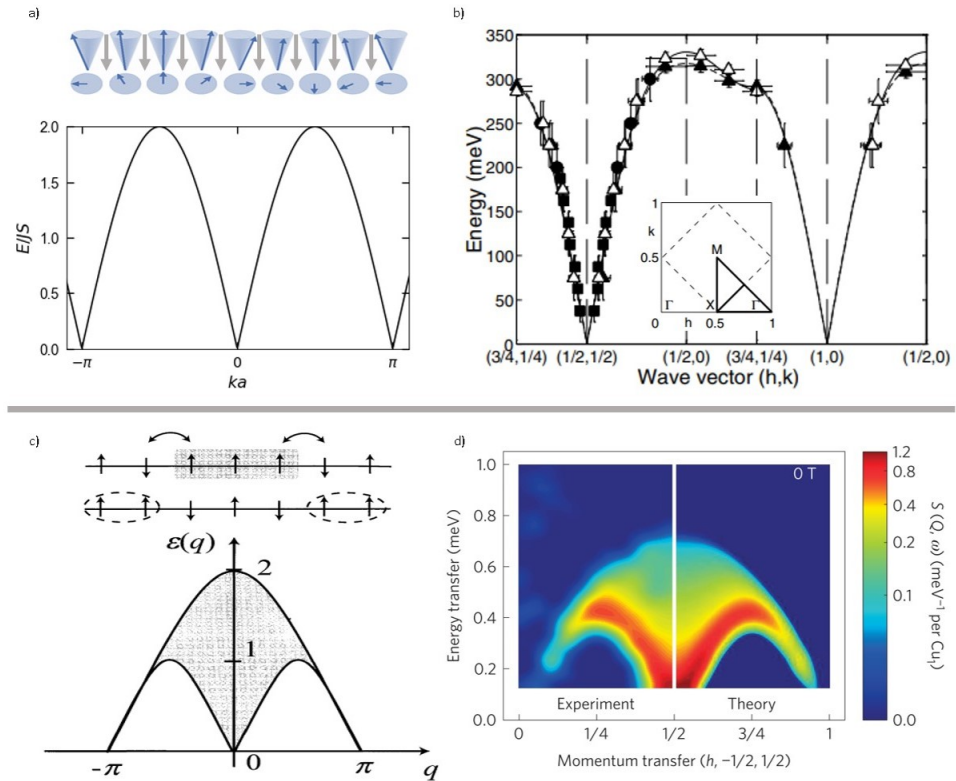 a)
2.0
1.5
1.0
0.5
0.0
E/JS
−π
0
π
ka
b)
350
300
250
200
150
100
50
0
Energy (meV)
1
k
0.5
0
M
Γ
X
Γ
h
0.5
1
(3/4,1/4)
(1/2,1/2)
(1/2,0)
(3/4,1/4)
(1,0)
(1/2,0)
Wave vector (h,k)
c)
ε(q)
2
1
0
-π
π
q
d)
1.0
0.8
0.6
0.4
0.2
0.0
Energy transfer (meV)
0 T
Experiment
Theory
0
1/4
1/2
3/4
1
Momentum transfer (h, −1/2, 1/2)
1.2
0.8
0.4
0.2
0.1
0.0
S (Q, ω) (meV−1 per Cu1)